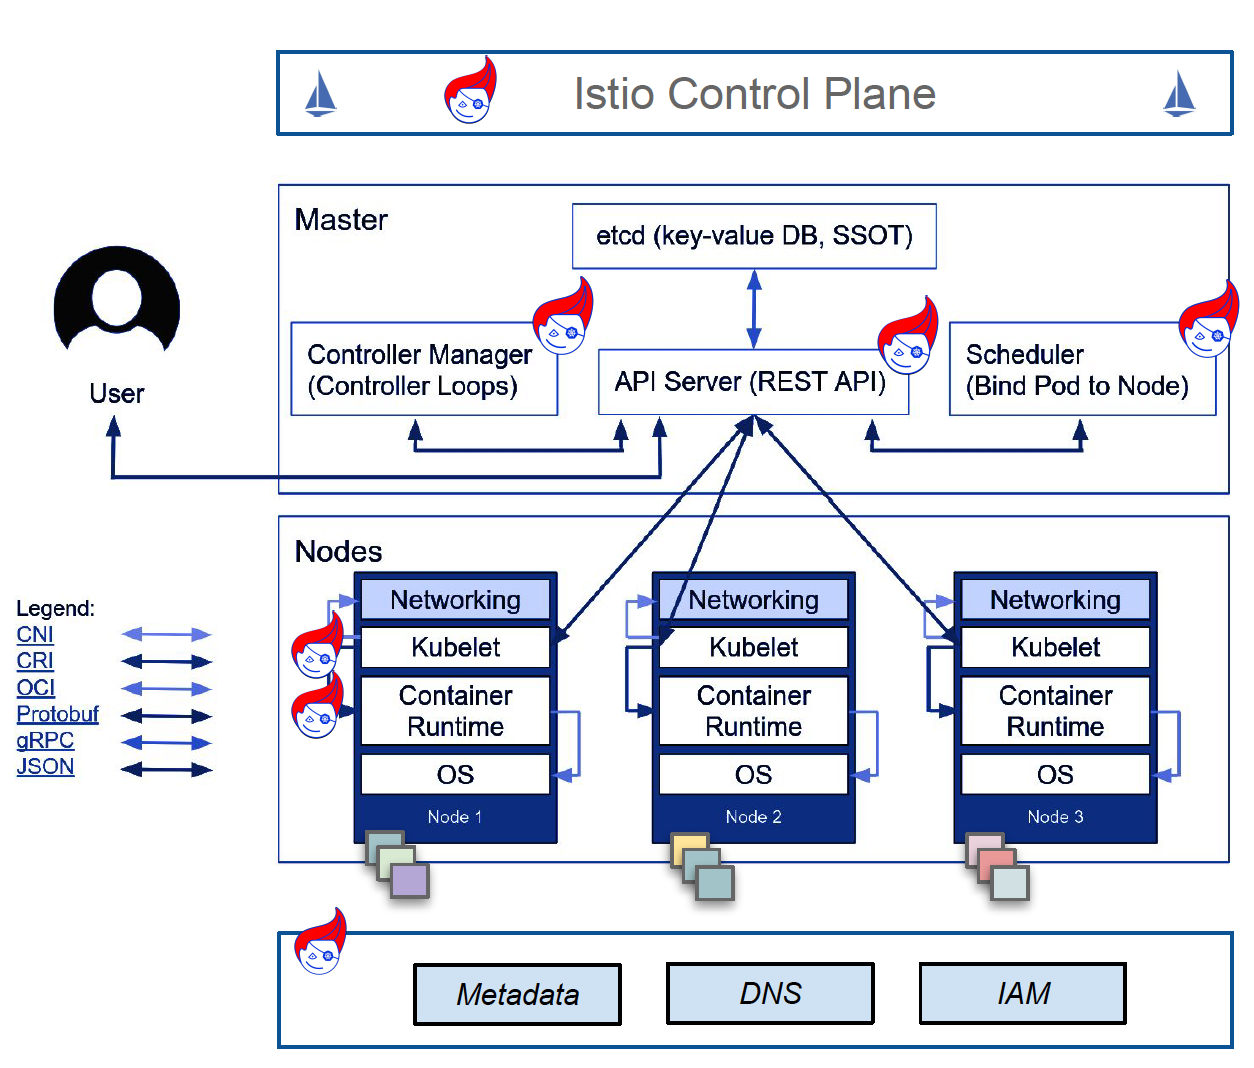 Istio Control Plane
Master
etcd (key-value DB, SSOT)
Controller Manager
(Controller Loops)
API Server (REST API)
Scheduler
(Bind Pod to Node)
User
Nodes
Networking
Kubelet
Container
Runtime
OS
Node 1
Networking
Kubelet
Container
Runtime
OS
Node 2
Networking
Kubelet
Container
Runtime
OS
Node 3
Legend:
CNI
CRI
OCI
Protobuf
gRPC
JSON
Metadata
DNS
IAM